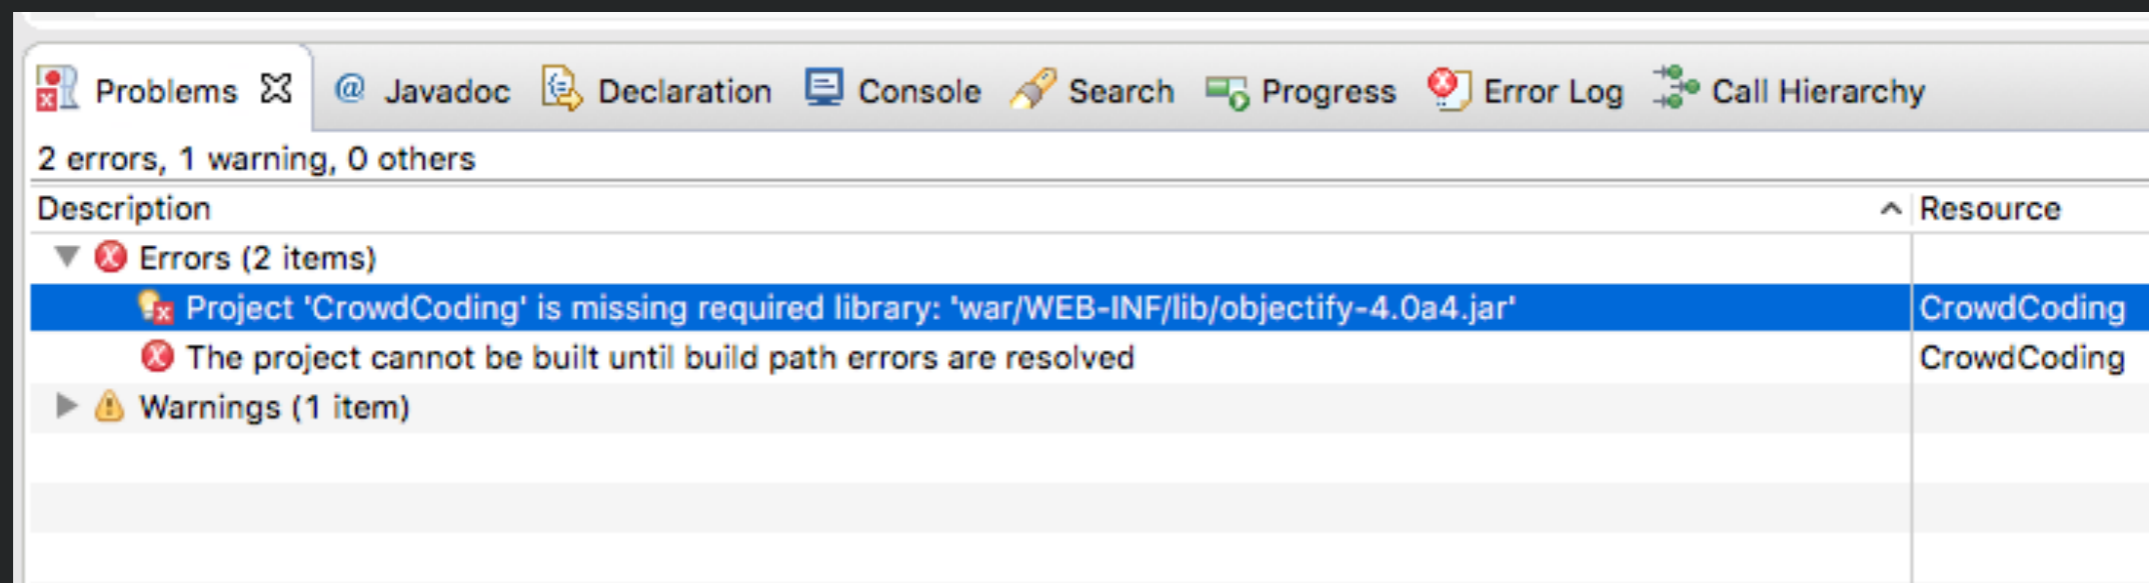 Problems Javadoc Declaration Console Search Progress Error Log Call Hierarchy
2 errors, 1 warning, 0 others
Description Resource
Errors (2 items)
Project 'CrowdCoding' is missing required library: 'war/WEB-INF/lib/objectify-4.0a4.jar' CrowdCoding
The project cannot be built until build path errors are resolved CrowdCoding
Warnings (1 item)